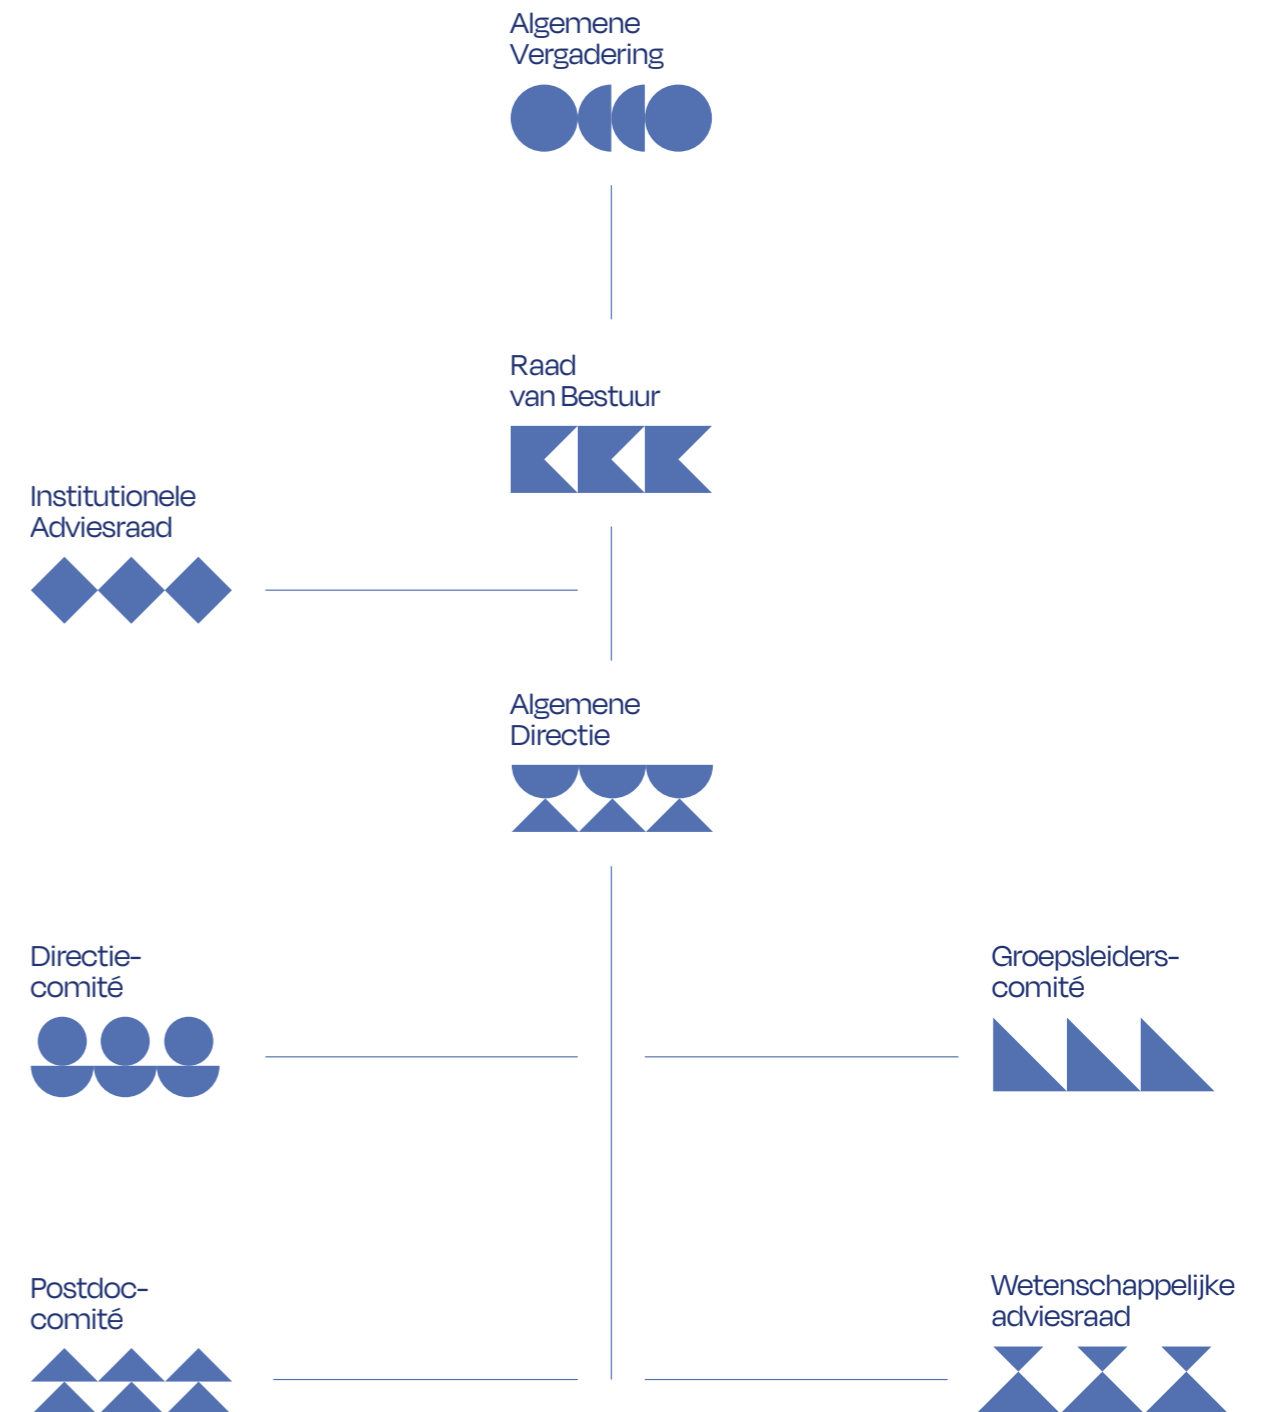 Algemene
Vergadering
Raad
van Bestuur
Institutionele
Adviesraad
Algemene
Directie
Directie-
comité
Groepsleiders-
comité
Postdoc-
comité
Wetenschappelijke
adviesraad